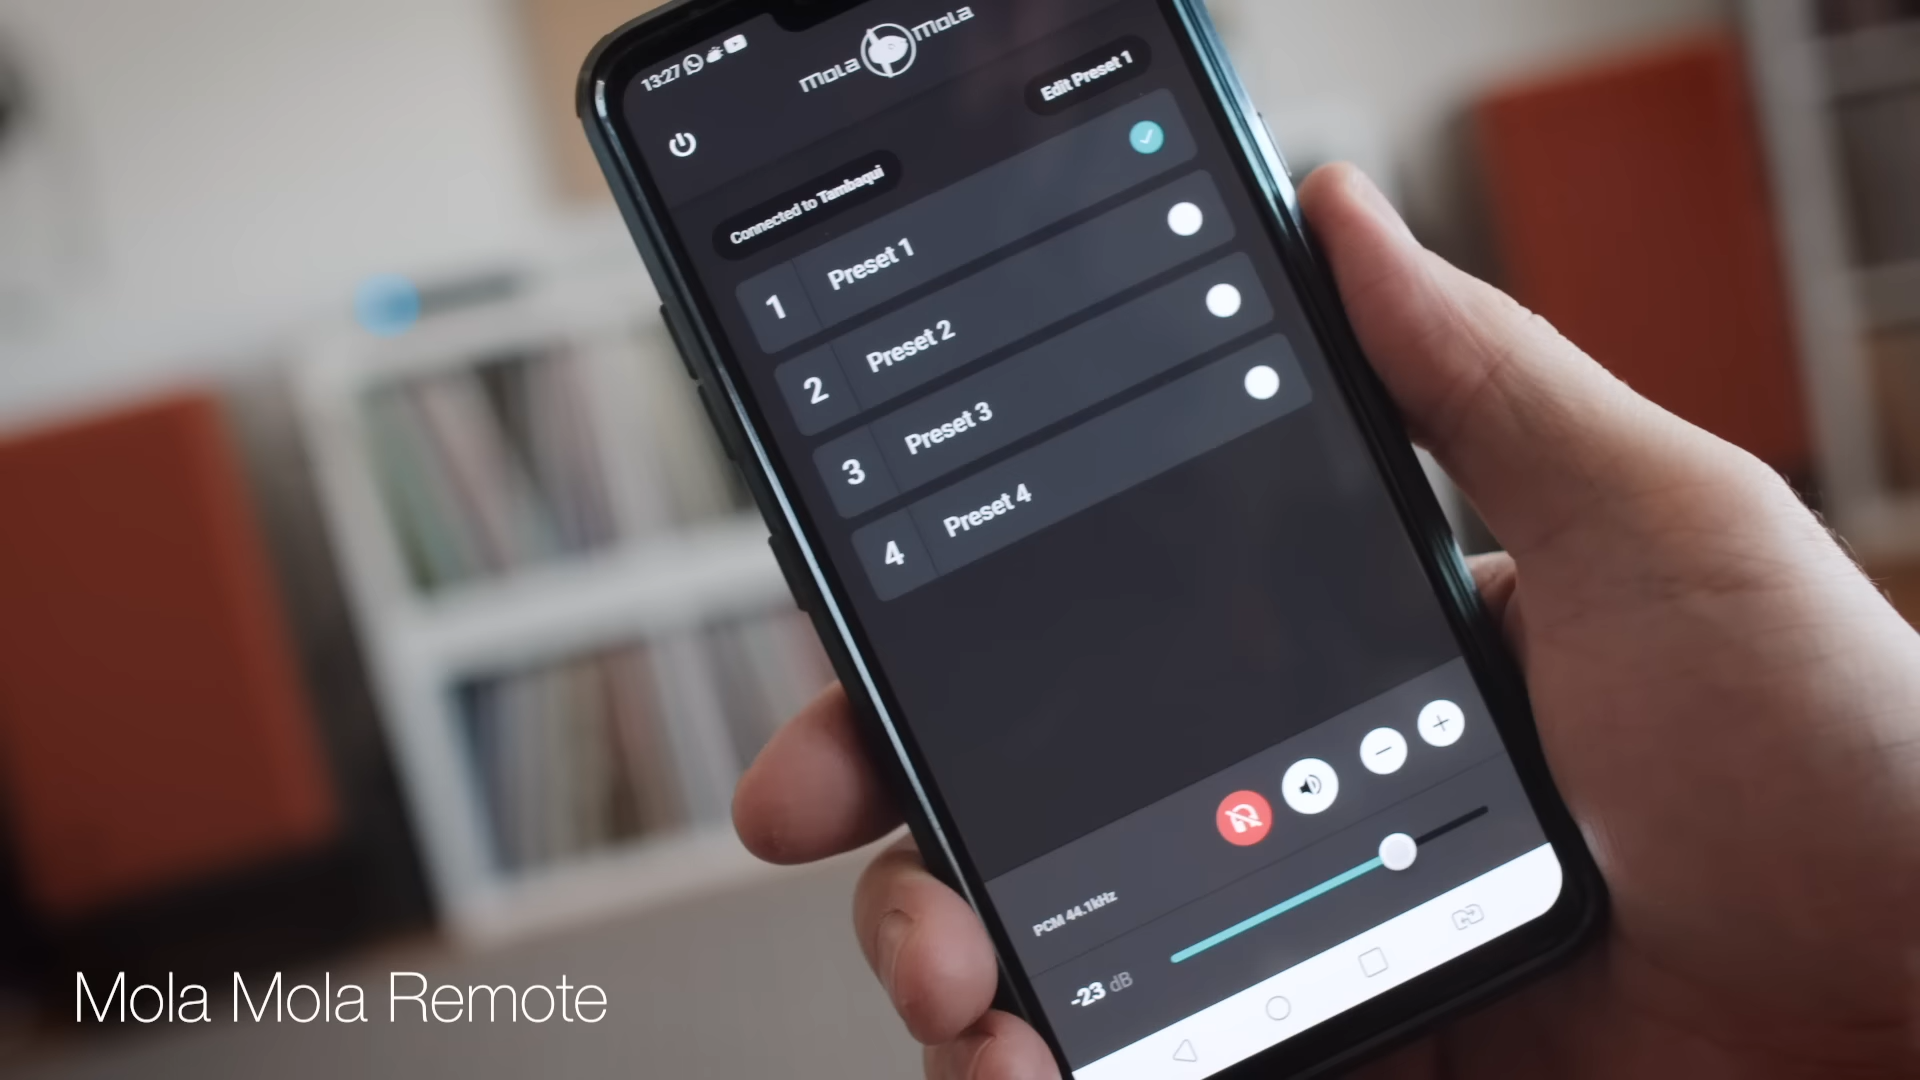 13:27
mola mola
Edit Preset 1
Connected to Tambaqui
1 Preset 1
2 Preset 2
3 Preset 3
4 Preset 4
PCM 44.1kHz
-23 dB
Mola Mola Remote